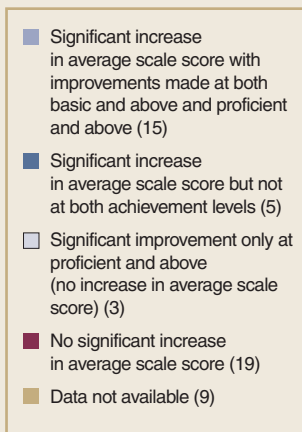 Significant increase
in average scale score with
improvements made at both
basic and above and proficient
and above (15)
Significant increase
in average scale score but not
at both achievement levels (5)
Significant improvement only at
proficient and above
(no increase in average scale
score) (3)
No significant increase
in average scale score (19)
Data not available (9)